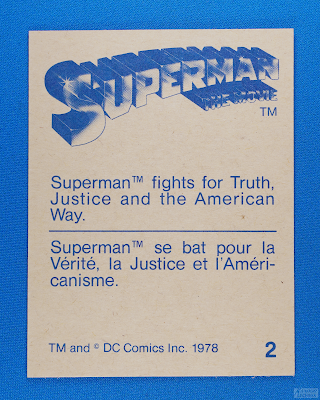 SUPERMAN
THE MOVIE
TM
Superman™ fights for Truth,
Justice and the American
Way.
Superman™ se bat pour la
Vérité, la Justice et l'Améri-
canisme.
TM and © DC Comics Inc. 1978
2